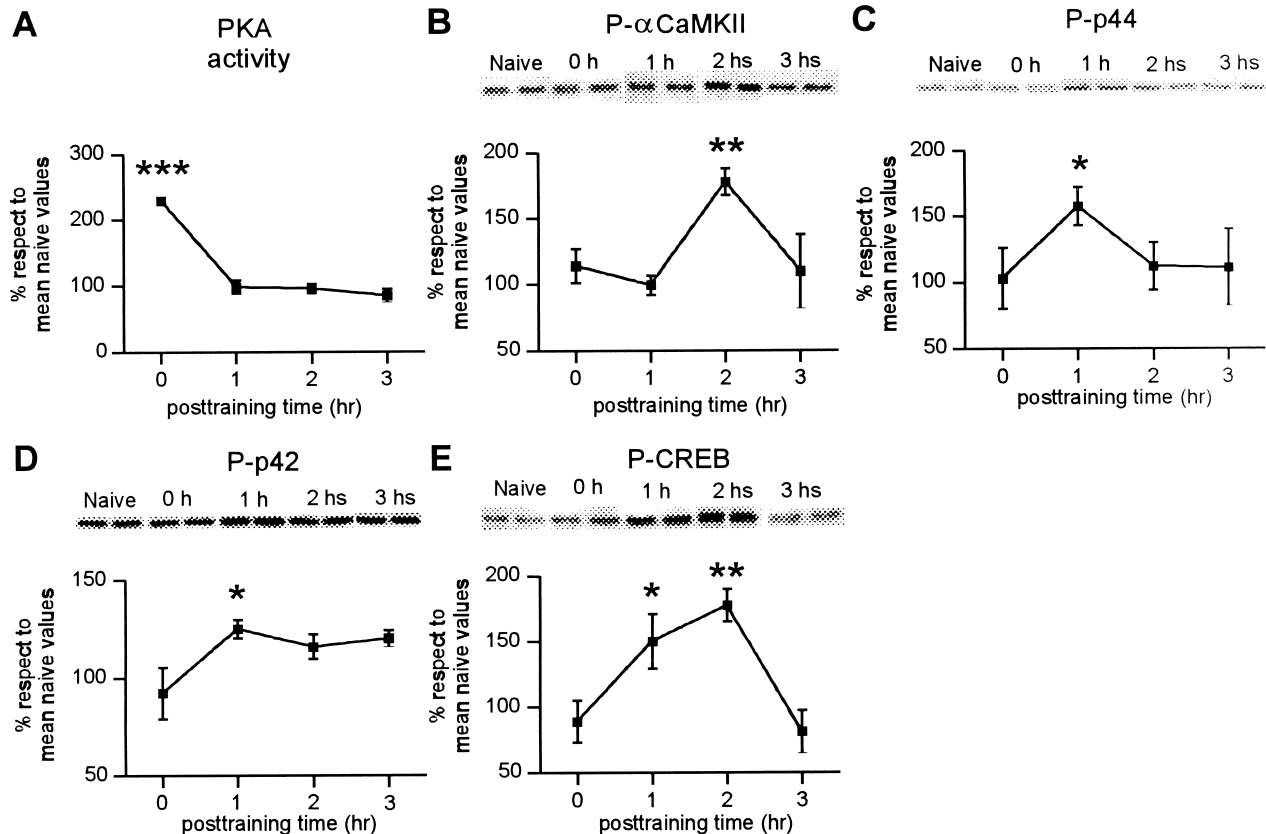 A
PKA
activity
300
200
100
0
***
% respect to
mean naive values
0 1 2 3
posttraining time (hr)
B
P-αCaMKII
Naive 0 h 1 h 2 hs 3 hs
200
150
100
50
**
% respect to
mean naive values
0 1 2 3
posttraining time (hr)
C
P-p44
Naive 0 h 1 h 2 hs 3 hs
200
150
100
50
*
% respect to
mean naive values
0 1 2 3
posttraining time (hr)
D
P-p42
Naive 0 h 1 h 2 hs 3 hs
150
100
50
*
% respect to
mean naive values
0 1 2 3
posttraining time (hr)
E
P-CREB
Naive 0 h 1 h 2 hs 3 hs
200
150
100
50
* **
% respect to
mean naive values
0 1 2 3
posttraining time (hr)